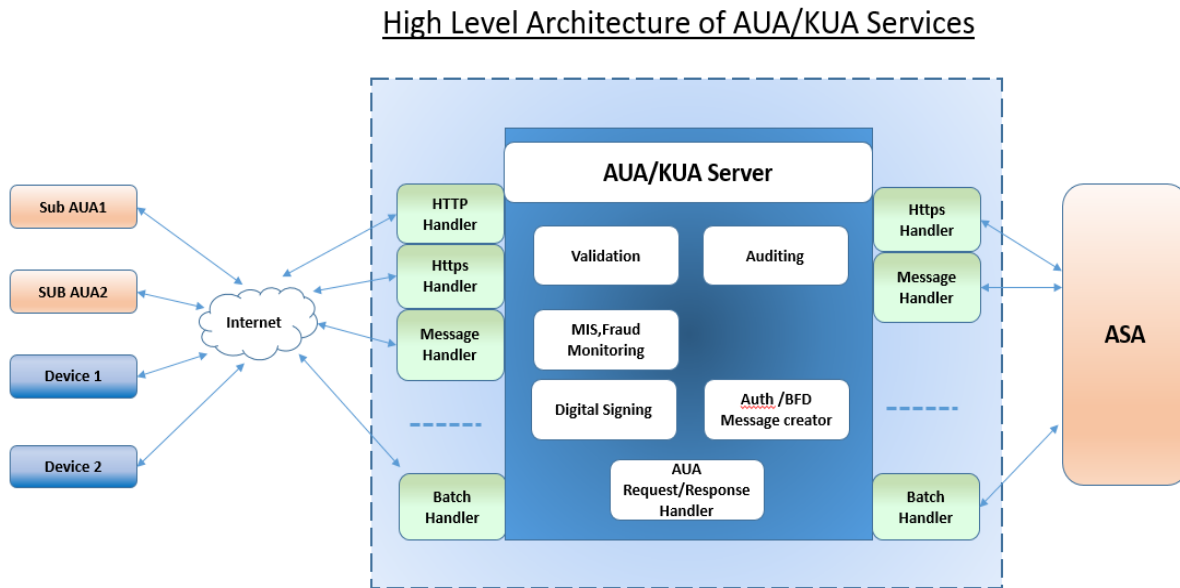 High Level Architecture of AUA/KUA Services
Sub AUA1
SUB AUA2
Device 1
Device 2
Internet
HTTP
Handler
Https
Handler
Message
Handler
Batch
Handler
AUA/KUA Server
Validation
Auditing
MIS,Fraud
Monitoring
Digital Signing
Auth /BFD
Message creator
AUA
Request/Response
Handler
Https
Handler
Message
Handler
Batch
Handler
ASA